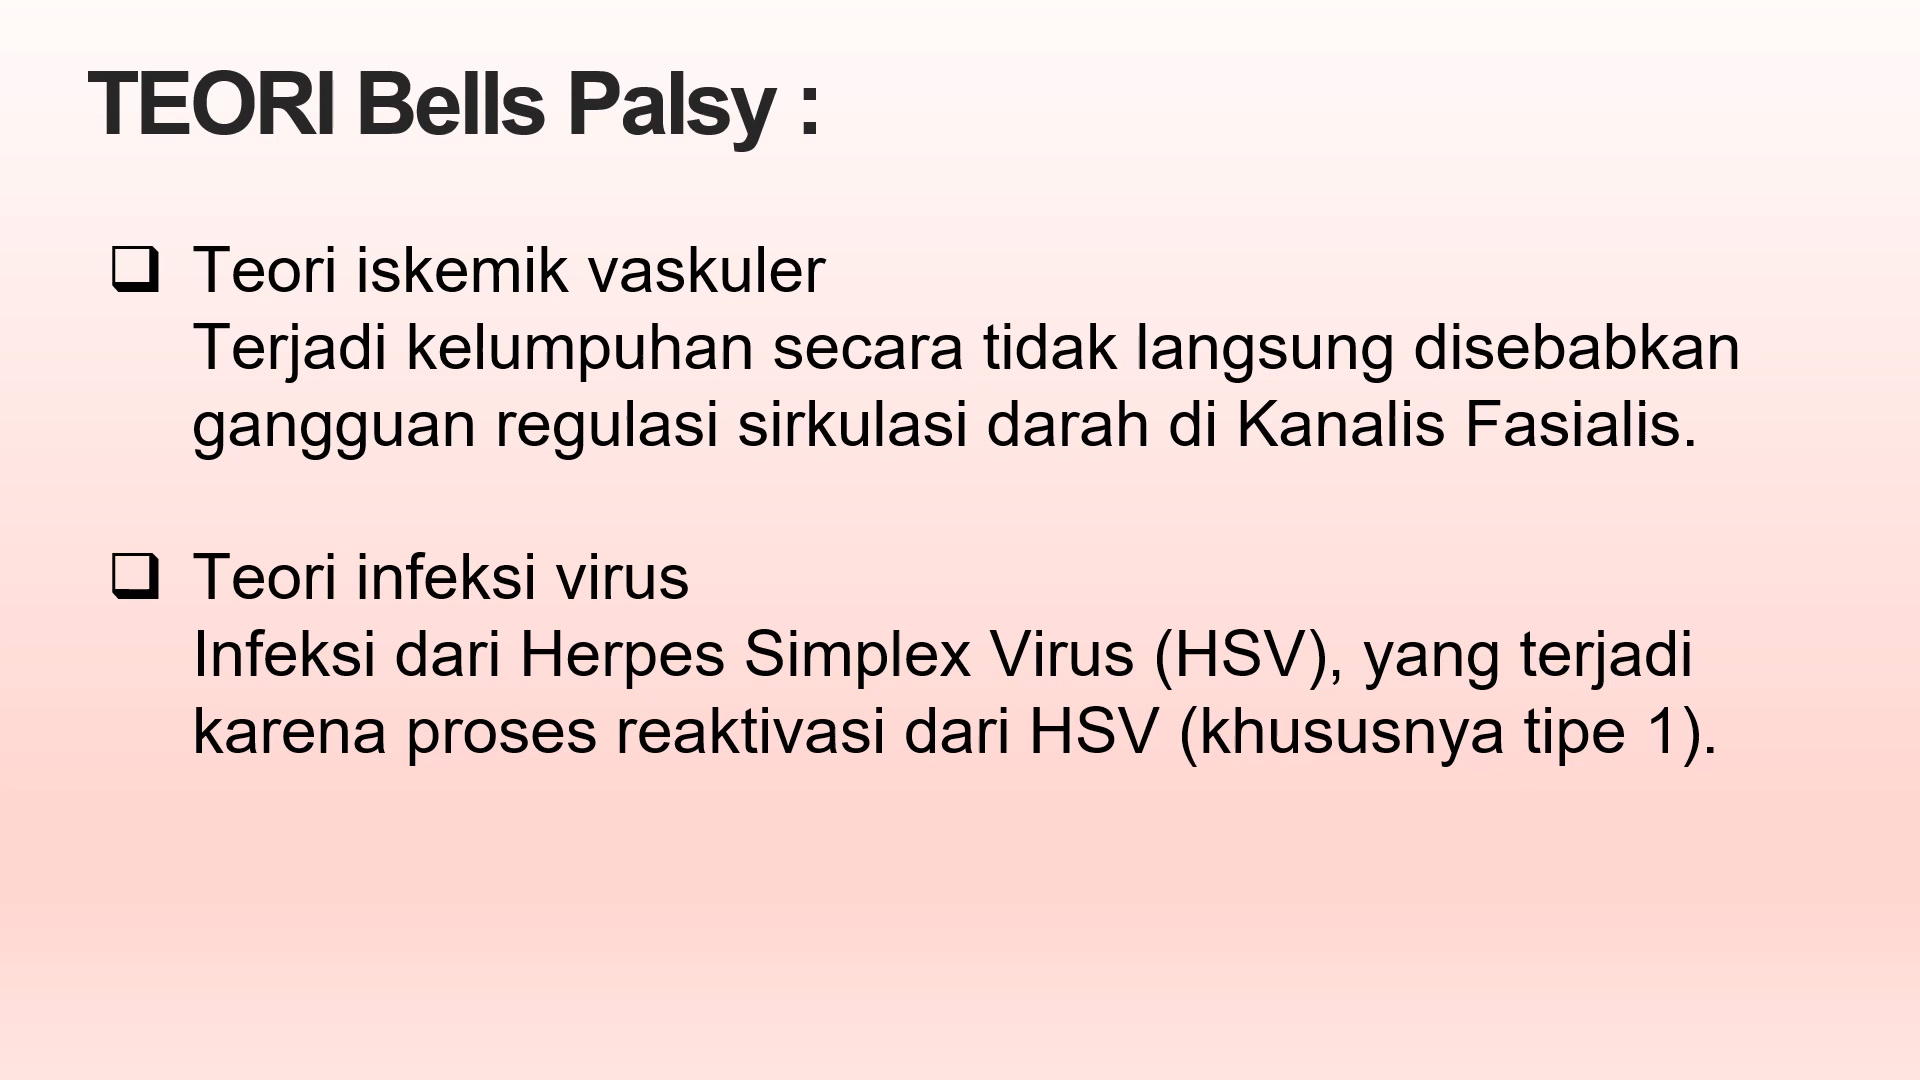 TEORI Bells Palsy :
❑ Teori iskemik vaskuler
Terjadi kelumpuhan secara tidak langsung disebabkan
gangguan regulasi sirkulasi darah di Kanalis Fasialis.
❑ Teori infeksi virus
Infeksi dari Herpes Simplex Virus (HSV), yang terjadi
karena proses reaktivasi dari HSV (khususnya tipe 1).